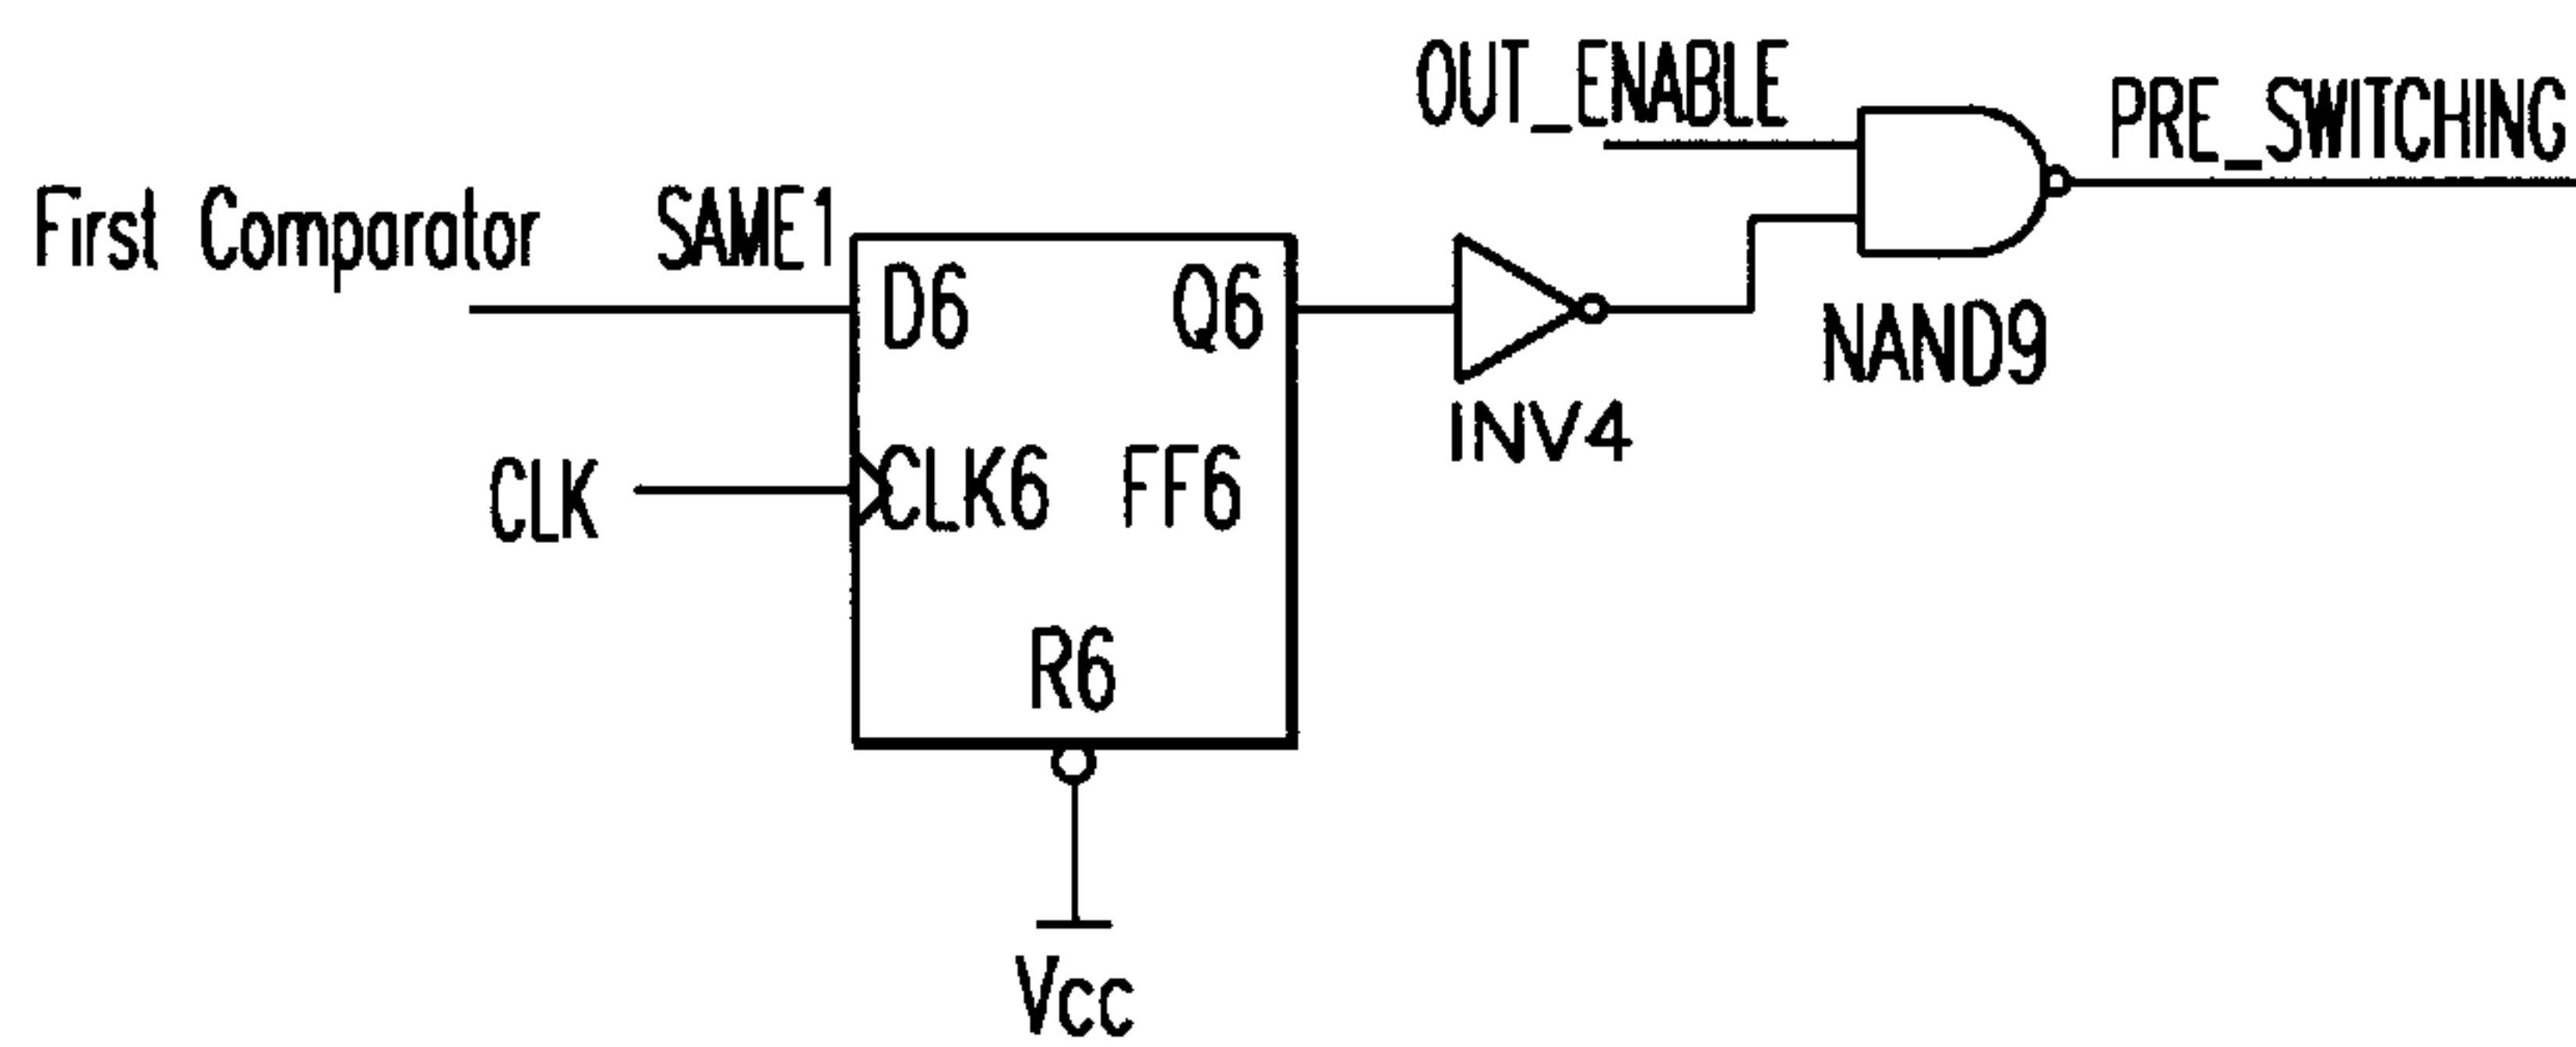 OUT_ENABLE
PRE_SWITCHING
First Comparator SAME1
D6 Q6
NAND9
INV4
CLK CLK6 FF6
R6
Vcc